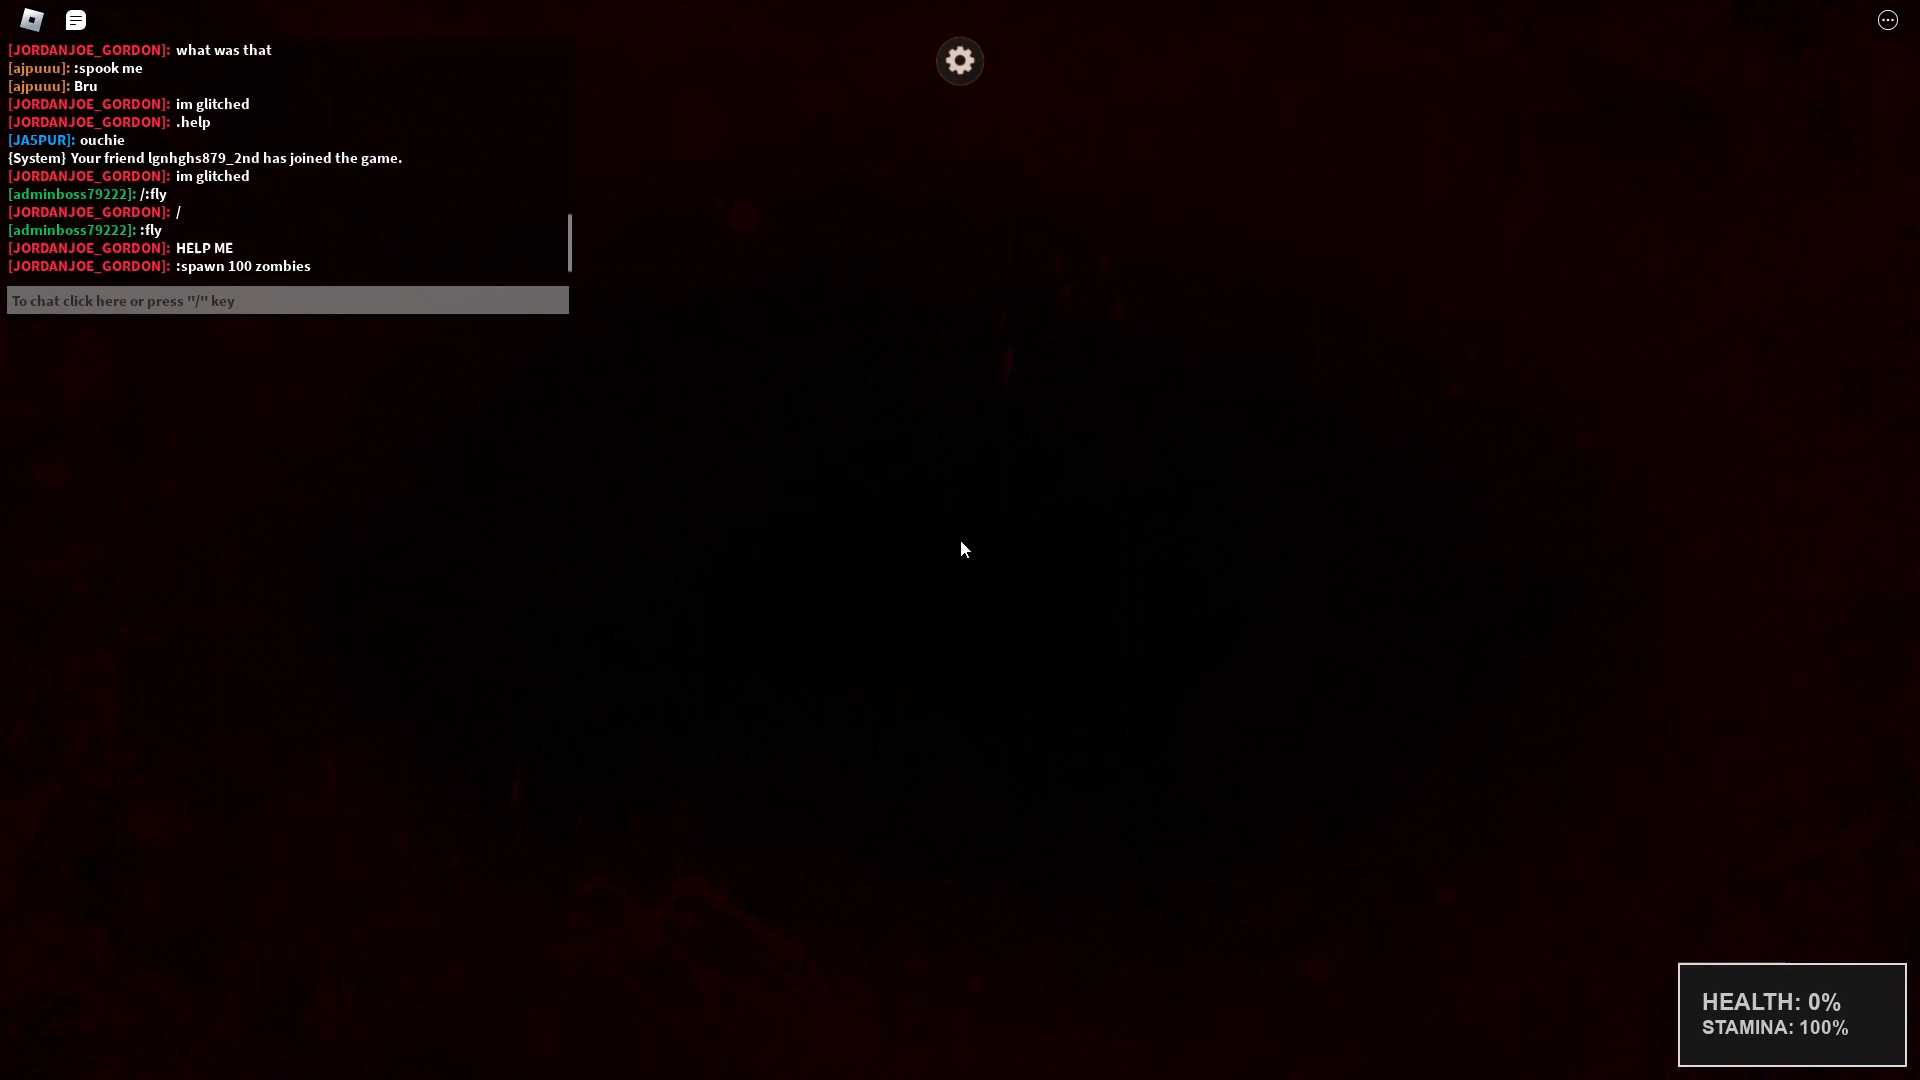 [JORDANJOE_GORDON]: what was that
[ajpuuu]: :spook me
[ajpuuu]: Bru
[JORDANJOE_GORDON]: im glitched
[JORDANJOE_GORDON]: .help
[JA5PUR]: ouchie
{System} Your friend lgnhghs879_2nd has joined the game.
[JORDANJOE_GORDON]: im glitched
[adminboss79222]: /:fly
[JORDANJOE_GORDON]: /
[adminboss79222]: :fly
[JORDANJOE_GORDON]: HELP ME
[JORDANJOE_GORDON]: :spawn 100 zombies
To chat click here or press "/" key
HEALTH: 0%
STAMINA: 100%